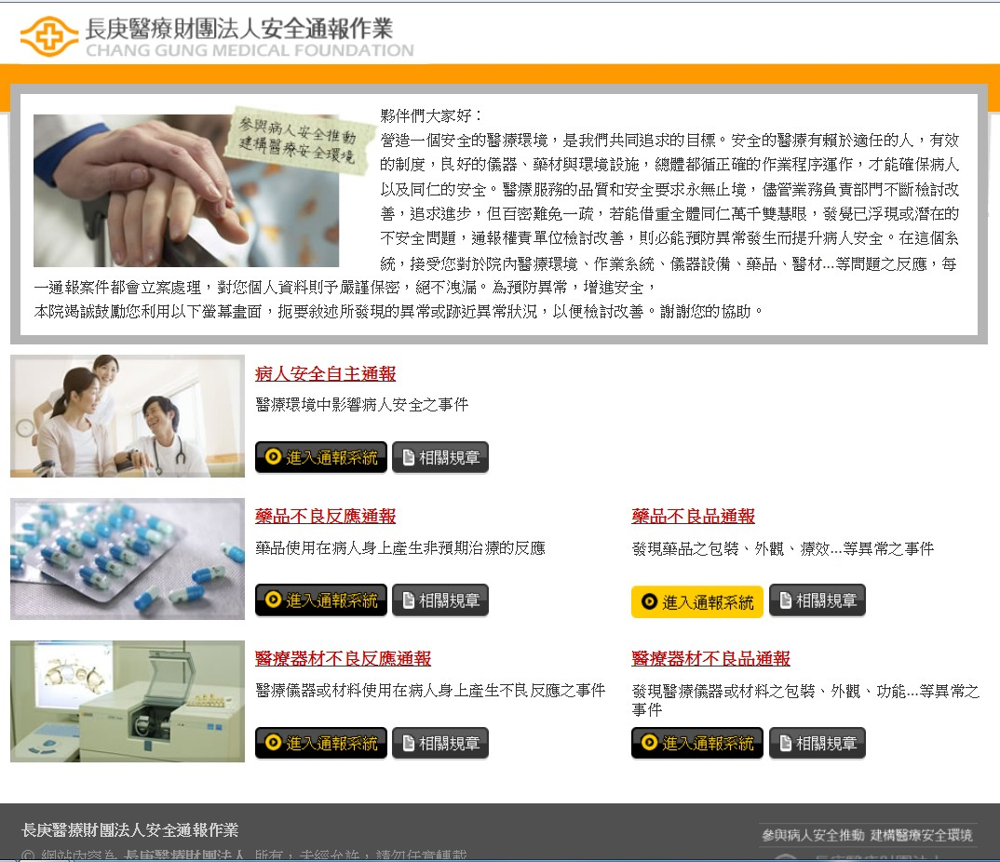 長庚醫療財團法人安全通報作業
CHANG GUNG MEDICAL FOUNDATION
參與病人安全推動
建構醫療安全環境
夥伴們大家好：
營造一個安全的醫療環境，是我們共同追求的目標。安全的醫療有賴於適任的人，有效
的制度，良好的儀器、藥材與環境設施，總體都循正確的作業程序運作，才能確保病人
以及同仁的安全。醫療服務的品質和安全要求永無止境，儘管業務負責部門不斷檢討改
善，追求進步，但百密難免一疏，若能借重全體同仁萬千雙慧眼，發覺已浮現或潛在的
不安全問題，通報權責單位檢討改善，則必能預防異常發生而提升病人安全。在這個系
統，接受您對於院內醫療環境、作業系統、儀器設備、藥品、醫材...等問題之反應，每
一通報案件都會立案處理，對您個人資料則予嚴謹保密，絕不洩漏。為預防異常，增進安全，
本院竭誠鼓勵您利用以下螢幕畫面，扼要敘述所發現的異常或跡近異常狀況，以便檢討改善。謝謝您的協助。
病人安全自主通報
醫療環境中影響病人安全之事件
進入通報系統 相關規章
藥品不良反應通報
藥品使用在病人身上產生非預期治療的反應
進入通報系統 相關規章
藥品不良品通報
發現藥品之包裝、外觀、療效...等異常之事件
進入通報系統 相關規章
醫療器材不良反應通報
醫療儀器或材料使用在病人身上產生不良反應之事件
進入通報系統 相關規章
醫療器材不良品通報
發現醫療儀器或材料之包裝、外觀、功能...等異常之
事件
進入通報系統 相關規章
長庚醫療財團法人安全通報作業
© 網站內容為 長庚醫療財團法人 所有，未經允許，請勿任意轉載
參與病人安全推動 建構醫療安全環境
長庚醫療財團法人